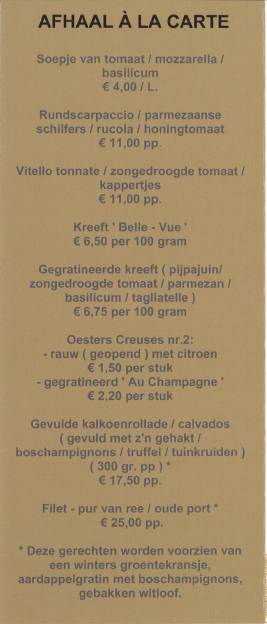 AFHAAL À LA CARTE
Soepje van tomaat / mozzarella /
basilicum
€ 4,00 / L.
Rundscarpaccio / parmezaanse
schilfers / rucola / honingtomaat
€ 11,00 pp.
Vitello tonnate / zongedroogde tomaat /
kappertjes
€ 11,00 pp.
Kreeft ' Belle - Vue '
€ 6,50 per 100 gram
Gegratineerde kreeft ( pijpajuin/
zongedroogde tomaat / parmezan /
basilicum / tagliatelle )
€ 6,75 per 100 gram
Oesters Creuses nr.2:
- rauw ( geopend ) met citroen
€ 1,50 per stuk
- gegratineerd ' Au Champagne '
€ 2,20 per stuk
Gevulde kalkoenrollade / calvados
( gevuld met z'n gehakt /
boschampignons / truffel / tuinkruiden )
( 300 gr. pp ) *
€ 17,50 pp.
Filet - pur van ree / oude port *
€ 25,00 pp.
* Deze gerechten worden voorzien van
een winters groentekransje,
aardappelgratin met boschampignons,
gebakken witloof.